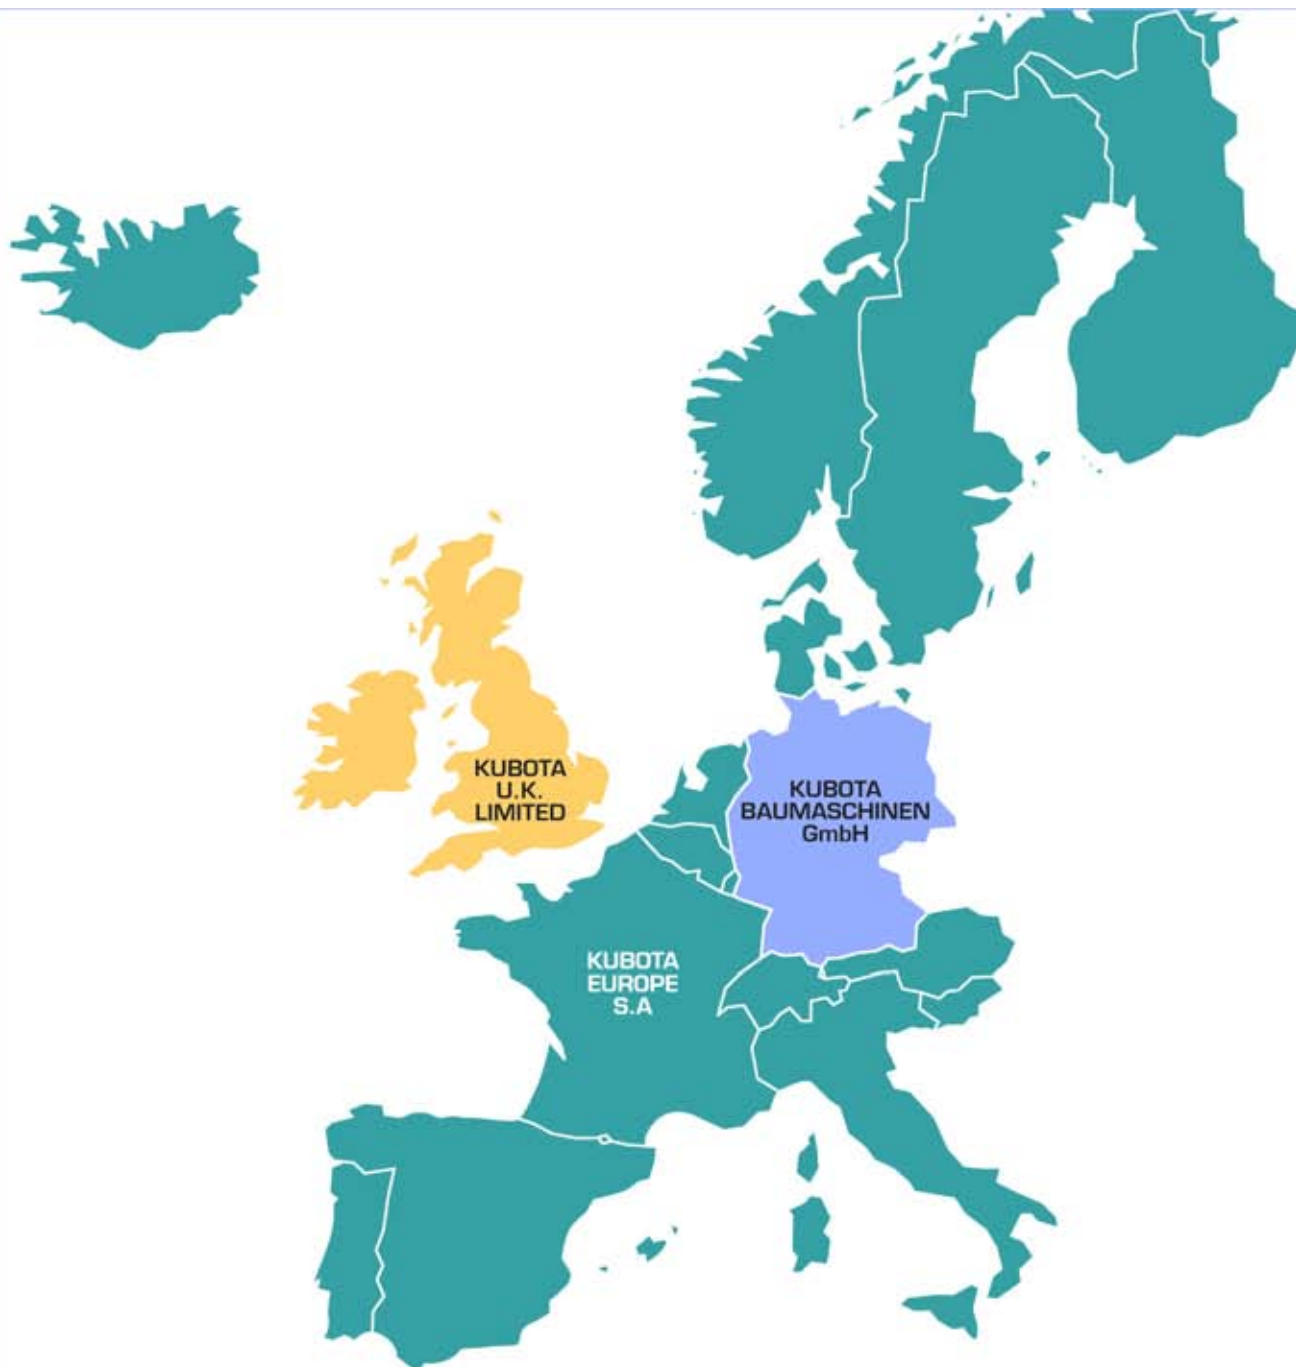 KUBOTA
U.K.
LIMITED
KUBOTA
BAUMASCHINEN
GmbH
KUBOTA
EUROPE
S.A